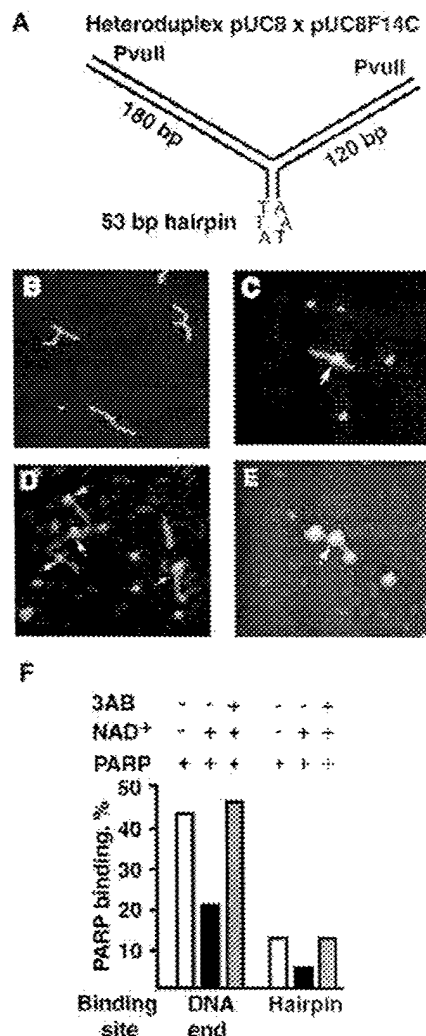 A Heteroduplex pUC8 x pUC8F14C
PvuII PvuII
180 bp 120 bp
53 bp hairpin
T A
T A
A T
B C
D E
F
3AB - - + - - +
NAD+ - + + - + +
PARP + + + + + +
PARP binding, %
50
40
30
20
10
Binding site DNA end Hairpin